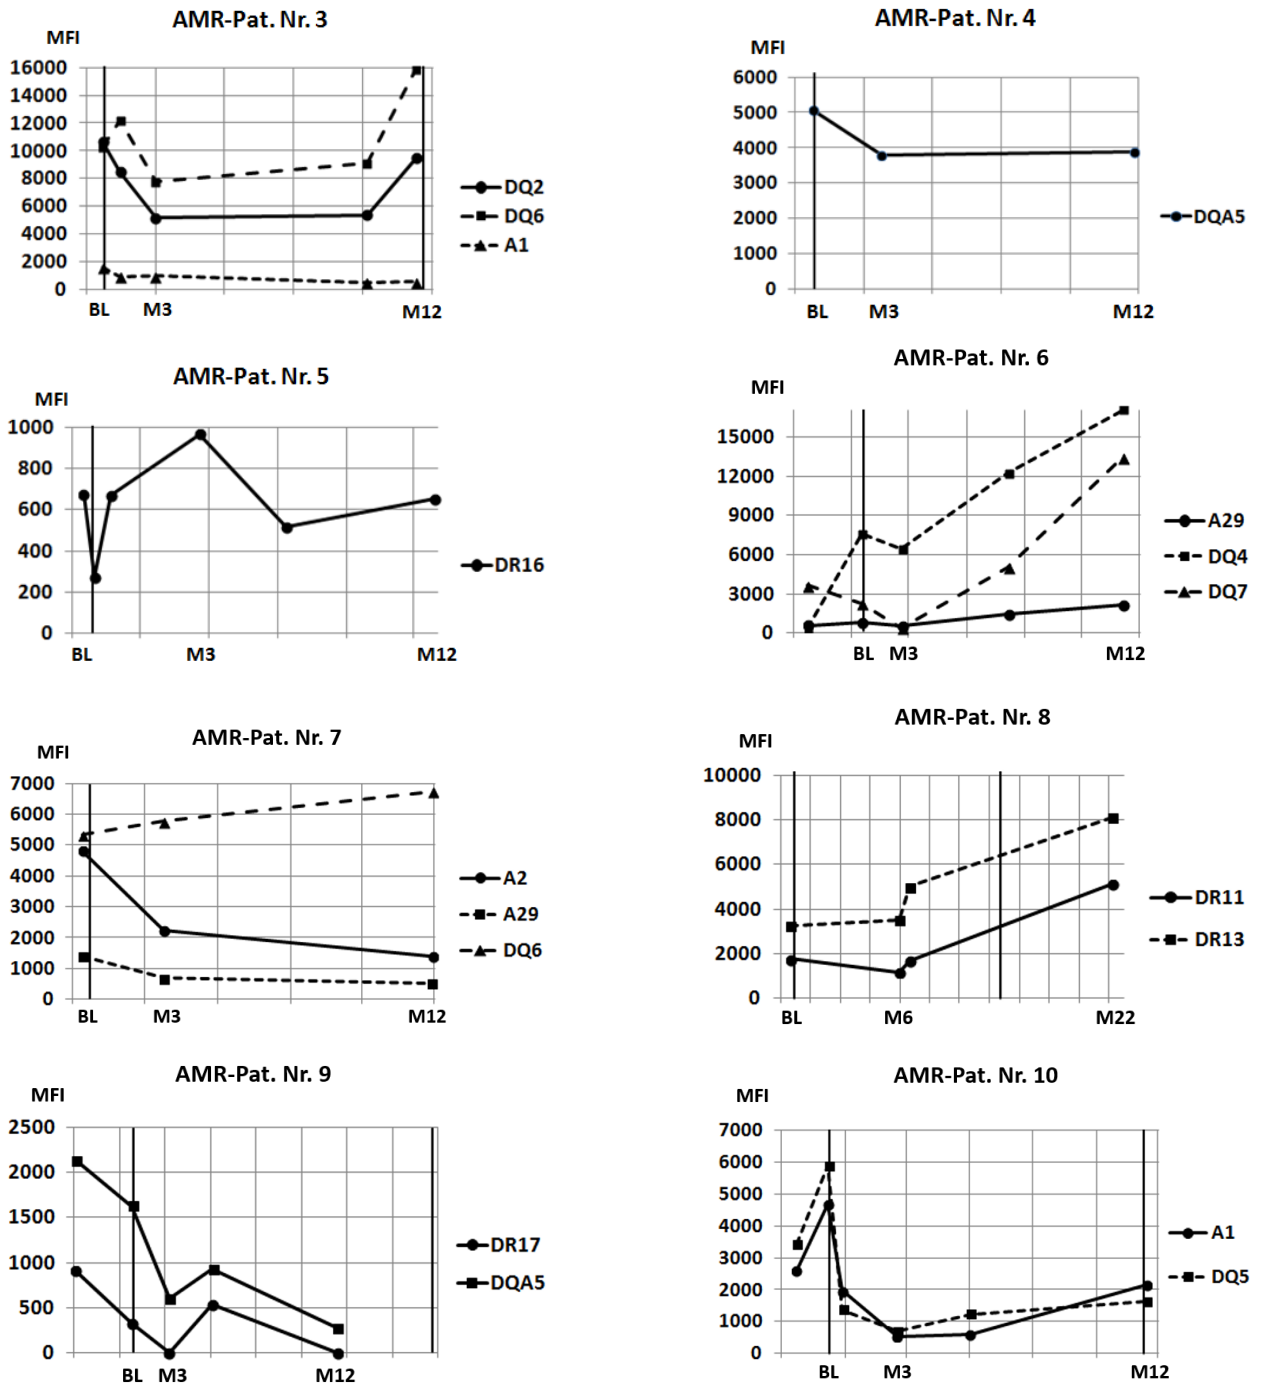 AMR-Pat. Nr. 3
MFI
16000
14000
12000
10000
8000
6000
4000
2000
0
BL M3 M12
DQ2
DQ6
A1
AMR-Pat. Nr. 4
MFI
6000
5000
4000
3000
2000
1000
0
BL M3 M12
DQA5
AMR-Pat. Nr. 5
MFI
1000
800
600
400
200
0
BL M3 M12
DR16
AMR-Pat. Nr. 6
MFI
15000
12000
9000
6000
3000
0
BL M3 M12
A29
DQ4
DQ7
AMR-Pat. Nr. 7
MFI
7000
6000
5000
4000
3000
2000
1000
0
BL M3 M12
A2
A29
DQ6
AMR-Pat. Nr. 8
MFI
10000
8000
6000
4000
2000
0
BL M6 M22
DR11
DR13
AMR-Pat. Nr. 9
MFI
2500
2000
1500
1000
500
0
BL M3 M12
DR17
DQA5
AMR-Pat. Nr. 10
MFI
7000
6000
5000
4000
3000
2000
1000
0
BL M3 M12
A1
DQ5